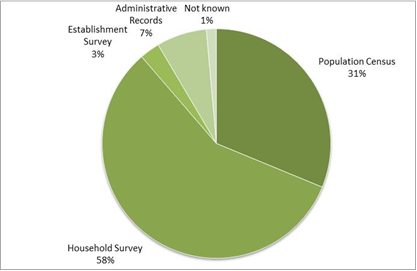 Administrative
Records
7%
Not known
1%
Establishment
Survey
3%
Population Census
31%
Household Survey
58%